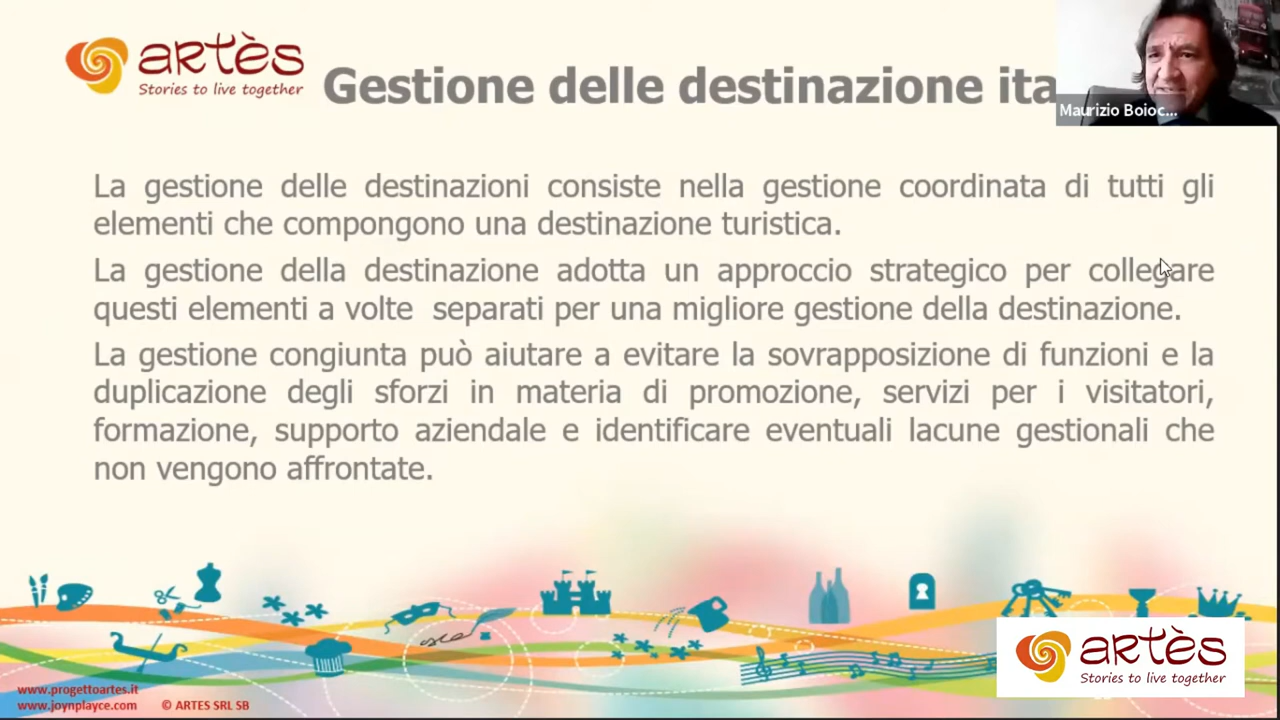 artès
Stories to live together
Gestione delle destinazione ita
Maurizio Boioc...
La gestione delle destinazioni consiste nella gestione coordinata di tutti gli
elementi che compongono una destinazione turistica.
La gestione della destinazione adotta un approccio strategico per collegare
questi elementi a volte  separati per una migliore gestione della destinazione.
La gestione congiunta può aiutare a evitare la sovrapposizione di funzioni e la
duplicazione degli sforzi in materia di promozione, servizi per i visitatori,
formazione, supporto aziendale e identificare eventuali lacune gestionali che
non vengono affrontate.
artès
Stories to live together
www.progettoartes.it
www.joynplayce.com © ARTES SRL SB